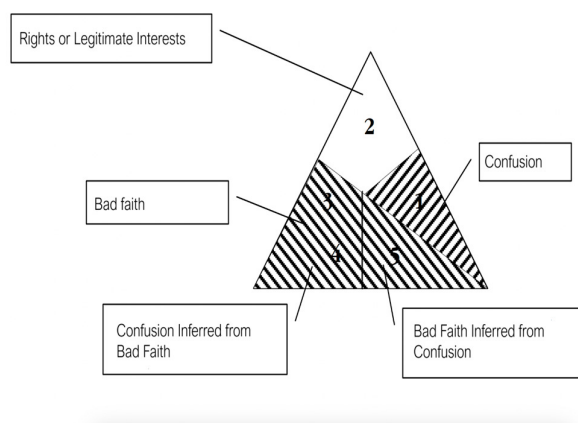 Rights or Legitimate Interests
2
Confusion
3
1
Bad faith
4
5
Confusion Inferred from
Bad Faith
Bad Faith Inferred from
Confusion